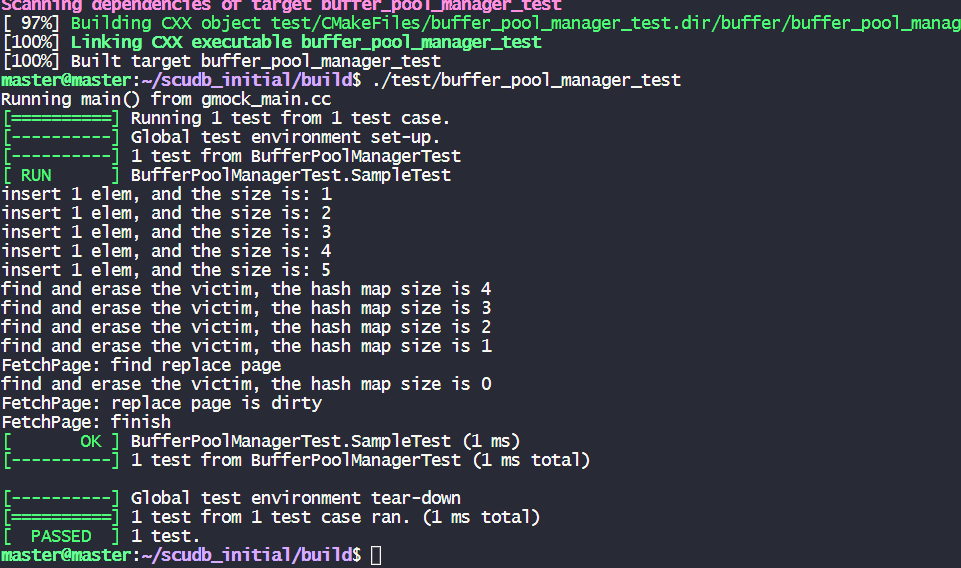 Scanning dependencies of target buffer_pool_manager_test
[ 97%] Building CXX object test/CMakeFiles/buffer_pool_manager_test.dir/buffer/buffer_pool_manag
[100%] Linking CXX executable buffer_pool_manager_test
[100%] Built target buffer_pool_manager_test
master@master:~/scudb_initial/build$ ./test/buffer_pool_manager_test
Running main() from gmock_main.cc
[==========] Running 1 test from 1 test case.
[----------] Global test environment set-up.
[----------] 1 test from BufferPoolManagerTest
[ RUN      ] BufferPoolManagerTest.SampleTest
insert 1 elem, and the size is: 1
insert 1 elem, and the size is: 2
insert 1 elem, and the size is: 3
insert 1 elem, and the size is: 4
insert 1 elem, and the size is: 5
find and erase the victim, the hash map size is 4
find and erase the victim, the hash map size is 3
find and erase the victim, the hash map size is 2
find and erase the victim, the hash map size is 1
FetchPage: find replace page
find and erase the victim, the hash map size is 0
FetchPage: replace page is dirty
FetchPage: finish
[       OK ] BufferPoolManagerTest.SampleTest (1 ms)
[----------] 1 test from BufferPoolManagerTest (1 ms total)
[----------] Global test environment tear-down
[==========] 1 test from 1 test case ran. (1 ms total)
[  PASSED  ] 1 test.
master@master:~/scudb_initial/build$